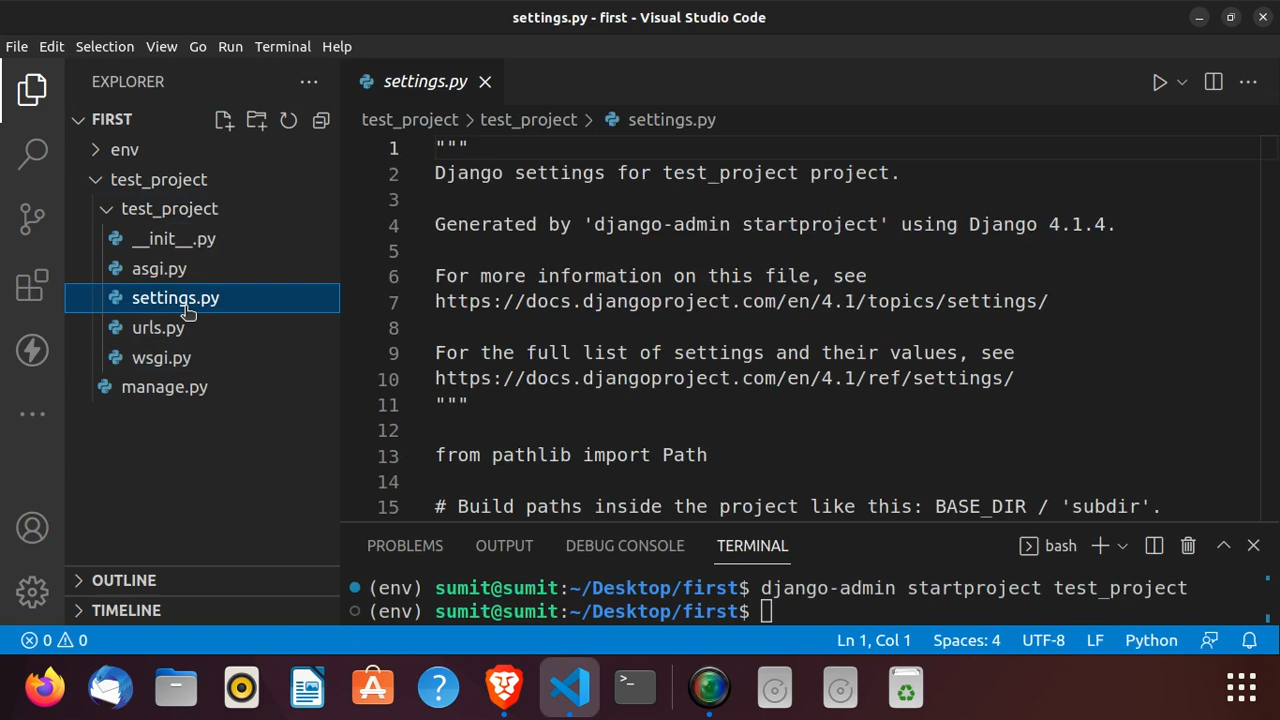 settings.py - first - Visual Studio Code
File Edit Selection View Go Run Terminal Help
EXPLORER
FIRST
env
test_project
test_project
__init__.py
asgi.py
settings.py
urls.py
wsgi.py
manage.py
OUTLINE
TIMELINE
settings.py
test_project > test_project > settings.py
1 """
2 Django settings for test_project project.
3
4 Generated by 'django-admin startproject' using Django 4.1.4.
5
6 For more information on this file, see
7 https://docs.djangoproject.com/en/4.1/topics/settings/
8
9 For the full list of settings and their values, see
10 https://docs.djangoproject.com/en/4.1/ref/settings/
11 """
12
13 from pathlib import Path
14
15 # Build paths inside the project like this: BASE_DIR / 'subdir'.
PROBLEMS OUTPUT DEBUG CONSOLE TERMINAL bash
(env) sumit@sumit:~/Desktop/first$ django-admin startproject test_project
(env) sumit@sumit:~/Desktop/first$
0 0 Ln 1, Col 1 Spaces: 4 UTF-8 LF Python